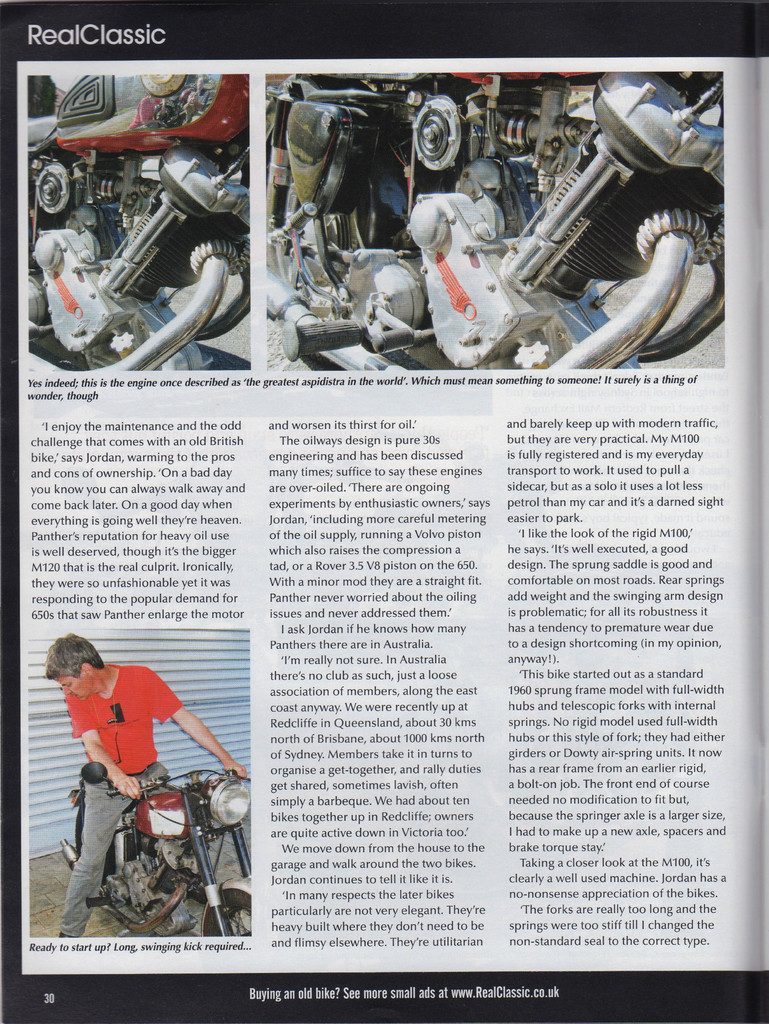 RealClassic
Yes indeed; this is the engine once described as 'the greatest aspidistra in the world'. Which must mean something to someone! It surely is a thing of
wonder, though
'I enjoy the maintenance and the odd
challenge that comes with an old British
bike,' says Jordan, warming to the pros
and cons of ownership. 'On a bad day
you know you can always walk away and
come back later. On a good day when
everything is going well they're heaven.
Panther's reputation for heavy oil use
is well deserved, though it's the bigger
M120 that is the real culprit. Ironically,
they were so unfashionable yet it was
responding to the popular demand for
650s that saw Panther enlarge the motor
Ready to start up? Long, swinging kick required...
and worsen its thirst for oil.'
The oilways design is pure 30s
engineering and has been discussed
many times; suffice to say these engines
are over-oiled. 'There are ongoing
experiments by enthusiastic owners,' says
Jordan, 'including more careful metering
of the oil supply, running a Volvo piston
which also raises the compression a
tad, or a Rover 3.5 V8 piston on the 650.
With a minor mod they are a straight fit.
Panther never worried about the oiling
issues and never addressed them.'
I ask Jordan if he knows how many
Panthers there are in Australia.
'I'm really not sure. In Australia
there's no club as such, just a loose
association of members, along the east
coast anyway. We were recently up at
Redcliffe in Queensland, about 30 kms
north of Brisbane, about 1000 kms north
of Sydney. Members take it in turns to
organise a get-together, and rally duties
get shared, sometimes lavish, often
simply a barbeque. We had about ten
bikes together up in Redcliffe; owners
are quite active down in Victoria too.'
We move down from the house to the
garage and walk around the two bikes.
Jordan continues to tell it like it is.
'In many respects the later bikes
particularly are not very elegant. They're
heavy built where they don't need to be
and flimsy elsewhere. They're utilitarian
and barely keep up with modern traffic,
but they are very practical. My M100
is fully registered and is my everyday
transport to work. It used to pull a
sidecar, but as a solo it uses a lot less
petrol than my car and it's a darned sight
easier to park.
'I like the look of the rigid M100,'
he says. 'It's well executed, a good
design. The sprung saddle is good and
comfortable on most roads. Rear springs
add weight and the swinging arm design
is problematic; for all its robustness it
has a tendency to premature wear due
to a design shortcoming (in my opinion,
anyway!).
'This bike started out as a standard
1960 sprung frame model with full-width
hubs and telescopic forks with internal
springs. No rigid model used full-width
hubs or this style of fork; they had either
girders or Dowty air-spring units. It now
has a rear frame from an earlier rigid,
a bolt-on job. The front end of course
needed no modification to fit but,
because the springer axle is a larger size,
I had to make up a new axle, spacers and
brake torque stay.'
Taking a closer look at the M100, it's
clearly a well used machine. Jordan has a
no-nonsense appreciation of the bikes.
'The forks are really too long and the
springs were too stiff till I changed the
non-standard seal to the correct type.
30
Buying an old bike? See more small ads at www.RealClassic.co.uk